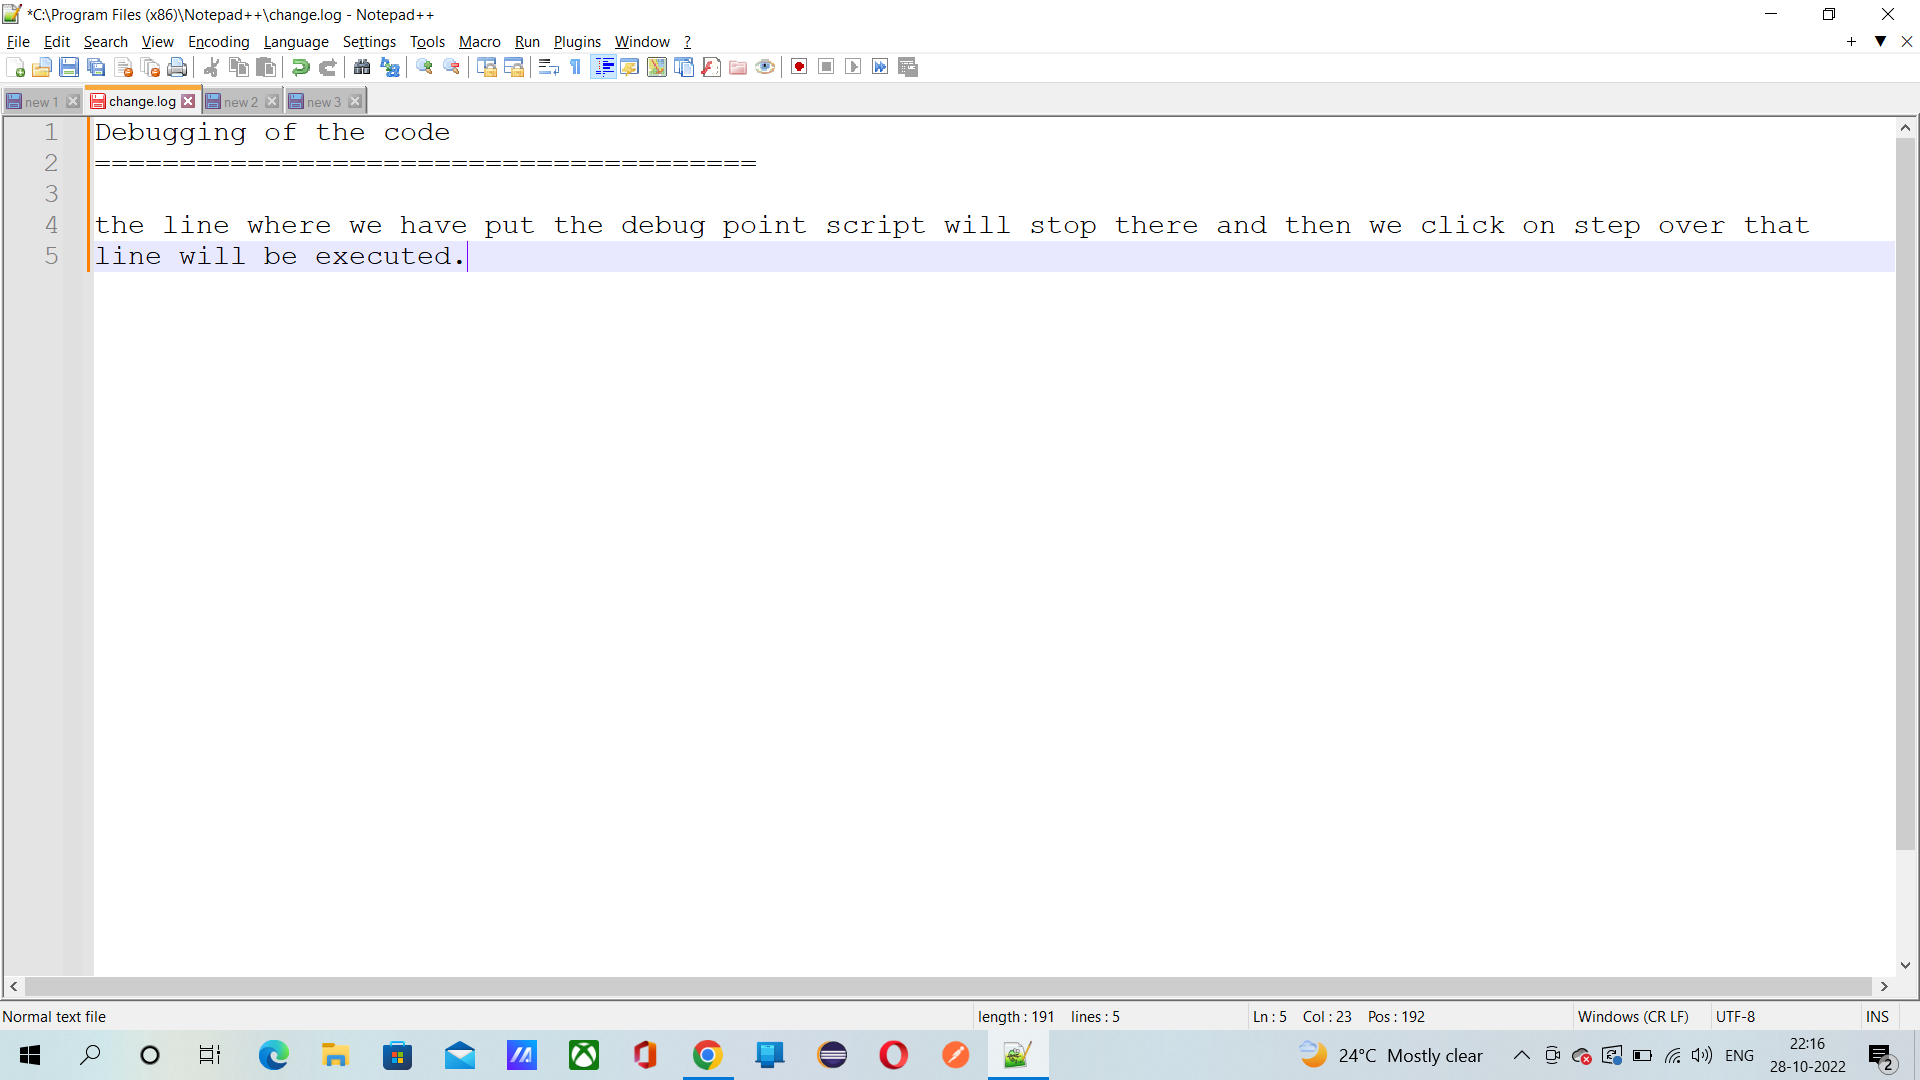 *C:\Program Files (x86)\Notepad++\change.log - Notepad++
File Edit Search View Encoding Language Settings Tools Macro Run Plugins Window ?
new 1 change.log new 2 new 3
1 Debugging of the code
2 =======================================
3
4 the line where we have put the debug point script will stop there and then we click on step over that
5 line will be executed.
Normal text file length : 191 lines : 5 Ln : 5 Col : 23 Pos : 192 Windows (CR LF) UTF-8 INS
24°C Mostly clear ENG 22:16
28-10-2022 2